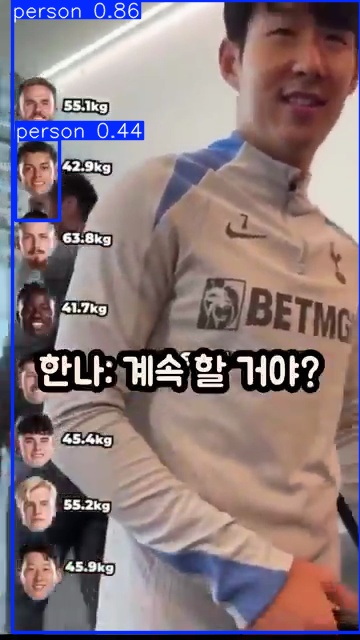 person 0.86
55.1kg
person 0.44
42.9kg
63.8kg
41.7kg
7
BETMG
한나: 계속 할 거야?
45.4kg
55.2kg
45.9kg